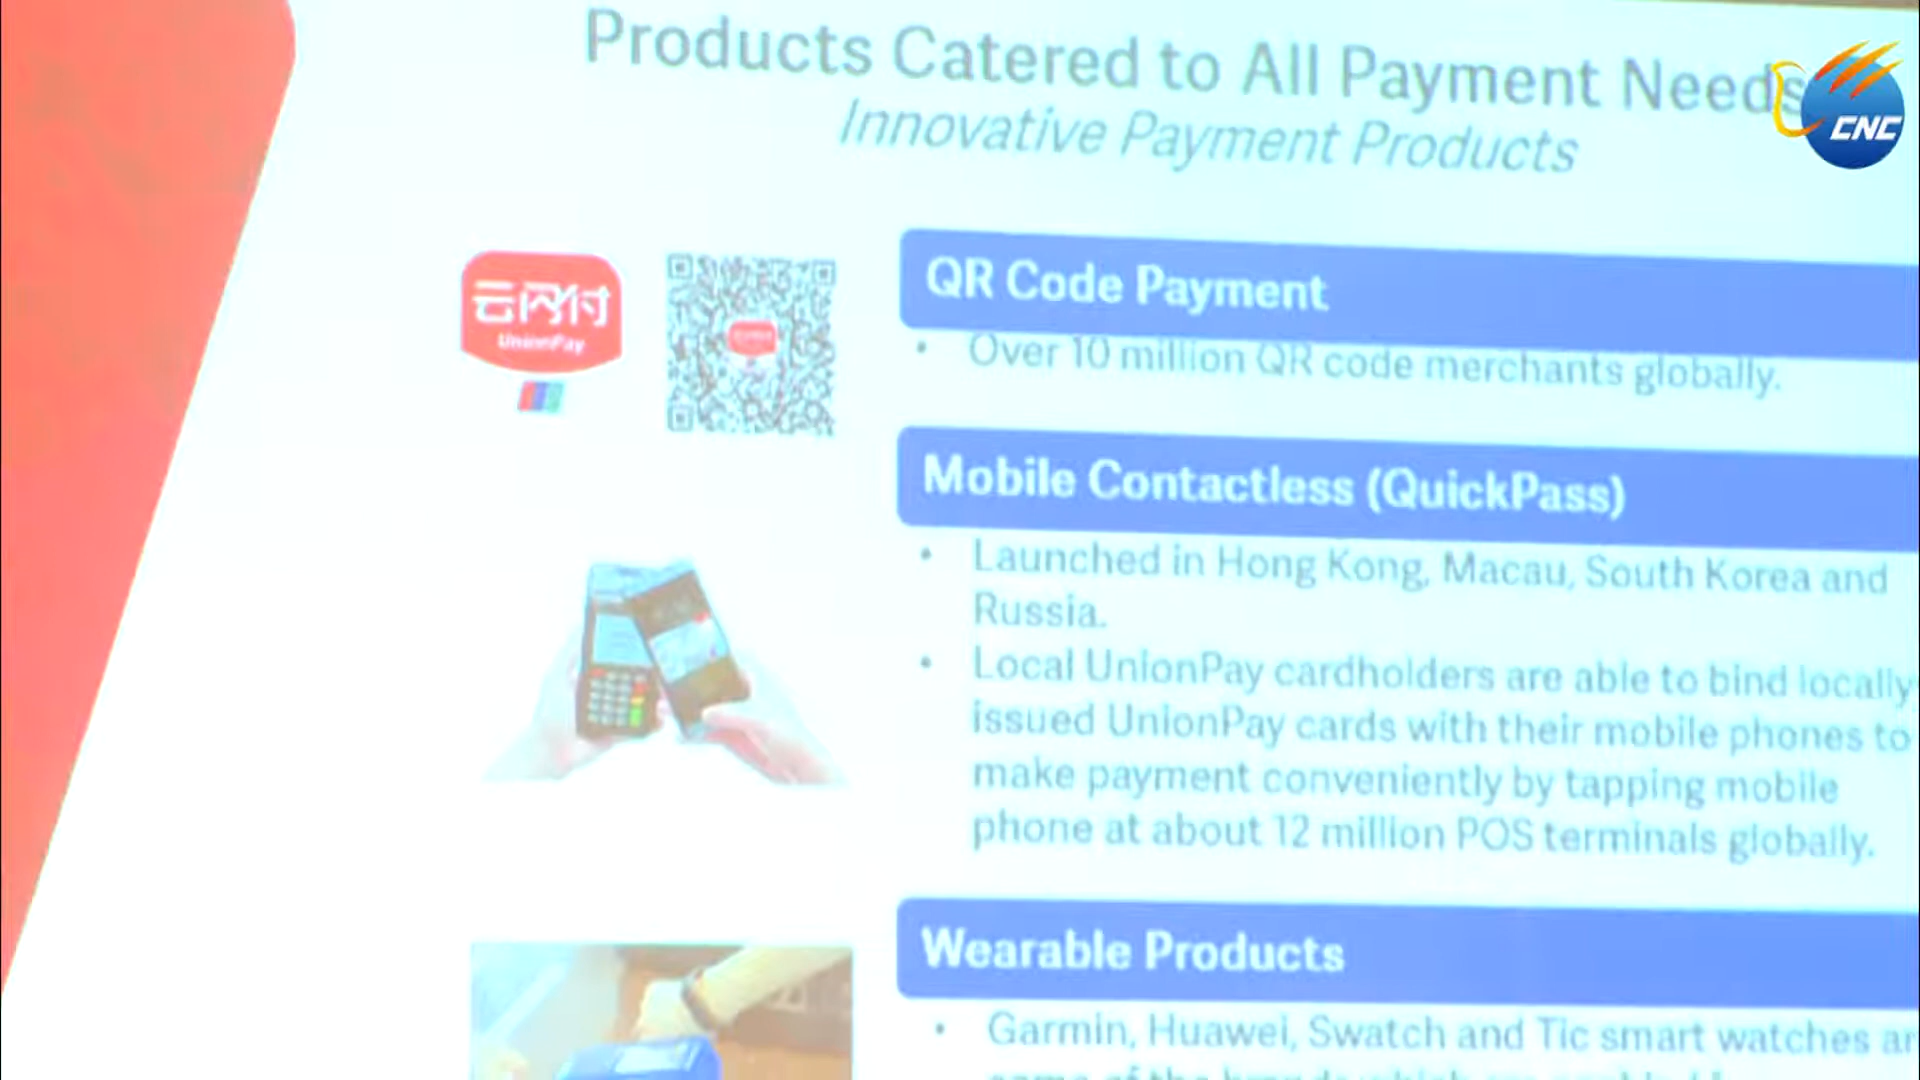 Products Catered to All Payment Needs
CNC
Innovative Payment Products
云闪付
UnionPay
QR Code Payment
• Over 10 million QR code merchants globally.
Mobile Contactless (QuickPass)
• Launched in Hong Kong, Macau, South Korea and
Russia.
• Local UnionPay cardholders are able to bind locally
issued UnionPay cards with their mobile phones to
make payment conveniently by tapping mobile
phone at about 12 million POS terminals globally.
Wearable Products
• Garmin, Huawei, Swatch and Tic smart watches